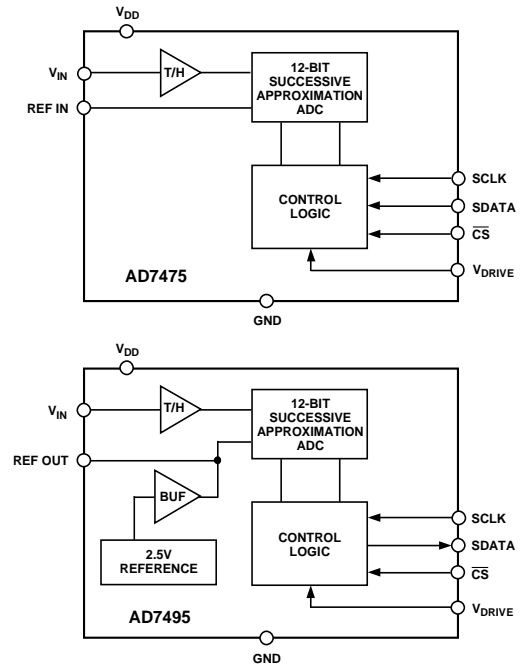 VDD
VIN
T/H
12-BIT
SUCCESSIVE
APPROXIMATION
ADC
REF IN
CONTROL
LOGIC
SCLK
SDATA
CS
VDRIVE
AD7475
GND
VDD
VIN
T/H
12-BIT
SUCCESSIVE
APPROXIMATION
ADC
REF OUT
BUF
2.5V
REFERENCE
CONTROL
LOGIC
SCLK
SDATA
CS
VDRIVE
AD7495
GND